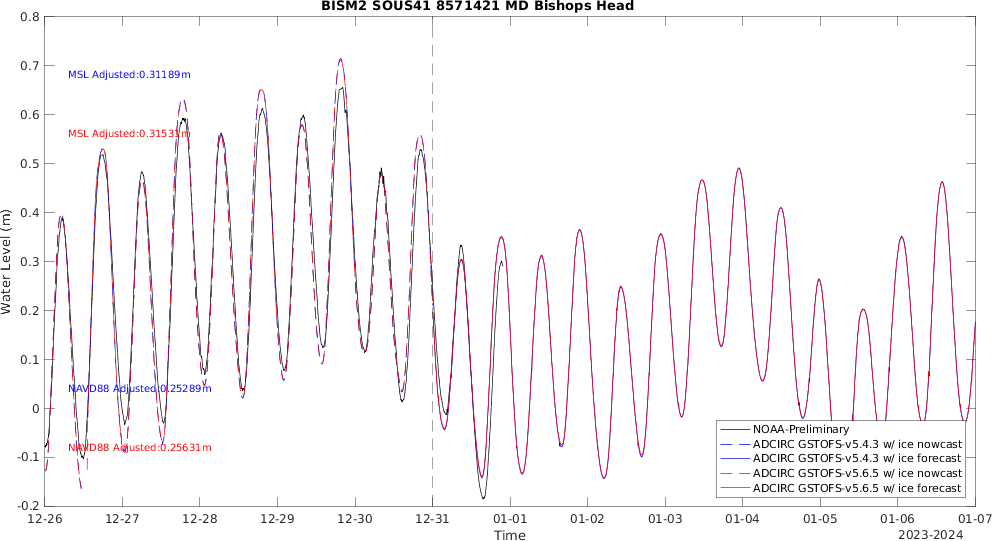 BISM2 SOUS41 8571421 MD Bishops Head
Water Level (m)
0.8
0.7
0.6
0.5
0.4
0.3
0.2
0.1
0
-0.1
-0.2
MSL Adjusted:0.31189m
MSL Adjusted:0.31531m
NAVD88 Adjusted:0.25289m
NAVD88 Adjusted:0.25631m
NOAA-Preliminary
ADCIRC GSTOFS-v5.4.3 w/ ice nowcast
ADCIRC GSTOFS-v5.4.3 w/ ice forecast
ADCIRC GSTOFS-v5.6.5 w/ ice nowcast
ADCIRC GSTOFS-v5.6.5 w/ ice forecast
12-26 12-27 12-28 12-29 12-30 12-31 01-01 01-02 01-03 01-04 01-05 01-06 01-07
Time
2023-2024